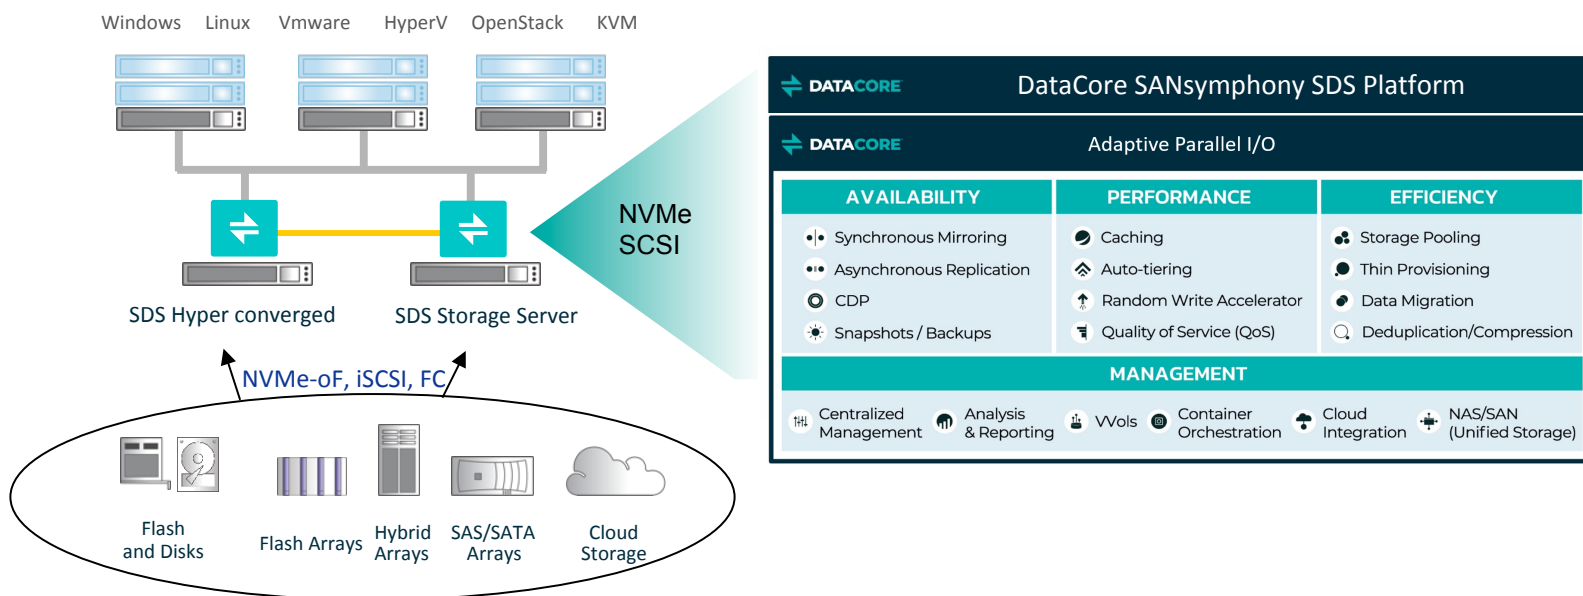 Windows Linux Vmware HyperV OpenStack KVM
NVMe
SCSI
SDS Hyper converged
SDS Storage Server
NVMe-oF, iSCSI, FC
Flash
and Disks
Flash Arrays
Hybrid
Arrays
SAS/SATA
Arrays
Cloud
Storage
DATACORE
DataCore SANsymphony SDS Platform
DATACORE
Adaptive Parallel I/O
AVAILABILITY
Synchronous Mirroring
Asynchronous Replication
CDP
Snapshots / Backups
PERFORMANCE
Caching
Auto-tiering
Random Write Accelerator
Quality of Service (QoS)
EFFICIENCY
Storage Pooling
Thin Provisioning
Data Migration
Deduplication/Compression
MANAGEMENT
Centralized
Management
Analysis
& Reporting
VVols
Container
Orchestration
Cloud
Integration
NAS/SAN
(Unified Storage)